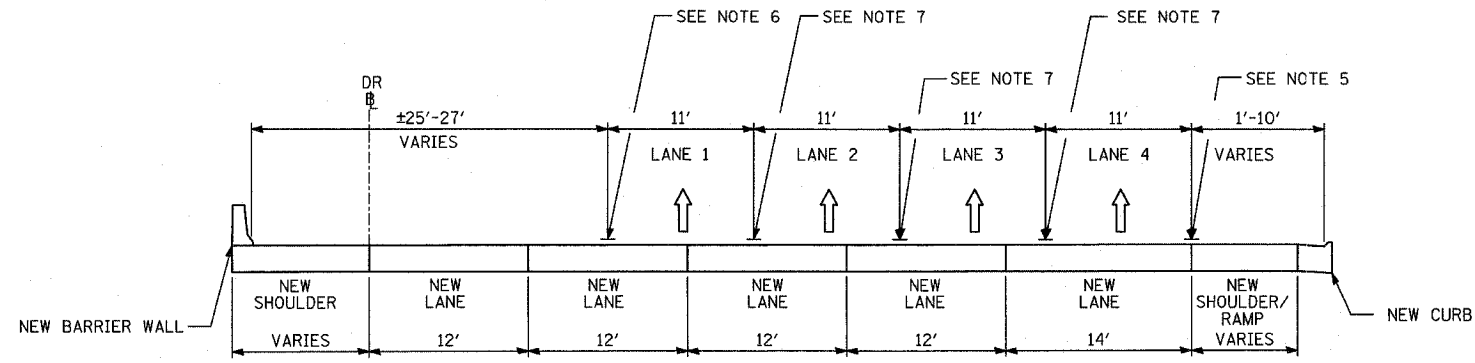 SEE NOTE 6
SEE NOTE 7
SEE NOTE 7
SEE NOTE 7
SEE NOTE 5
DR
℄
±25'-27'
VARIES
11'
11'
11'
11'
1'-10'
VARIES
LANE 1
LANE 2
LANE 3
LANE 4
NEW BARRIER WALL
NEW
SHOULDER
NEW
LANE
NEW
LANE
NEW
LANE
NEW
LANE
NEW
LANE
NEW
SHOULDER/
RAMP
NEW CURB
VARIES
12'
12'
12'
12'
14'
VARIES